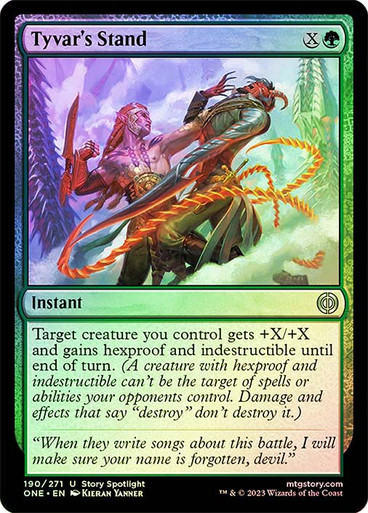 Tyvar's Stand X
Instant
Target creature you control gets +X/+X
and gains hexproof and indestructible until
end of turn. (A creature with hexproof and
indestructible can't be the target of spells or
abilities your opponents control. Damage and
effects that say “destroy” don't destroy it.)
“When they write songs about this battle, I will
make sure your name is forgotten, devil.”
190/271 U Story Spotlight mtgstory.com
ONE • EN Kieran Yanner ™ & © 2023 Wizards of the Coast